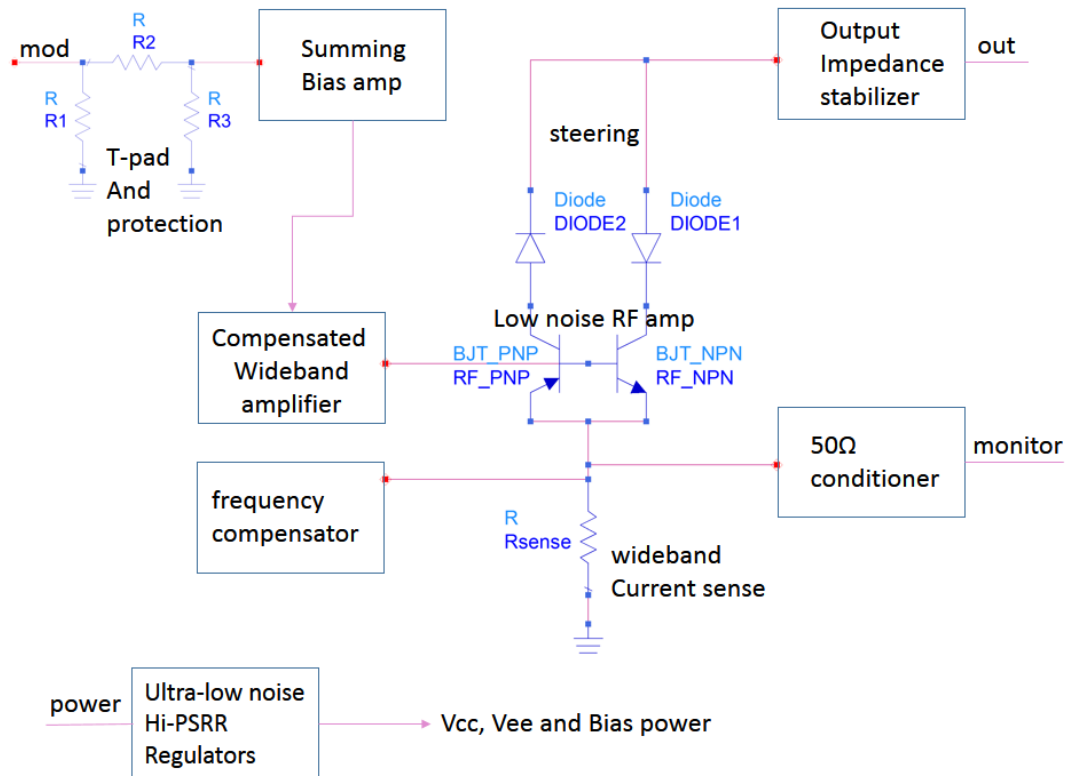 mod
R
R2
R
R1
R
R3
T-pad
And
protection
Summing
Bias amp
Output
Impedance
stabilizer
out
steering
Diode
DIODE2
Diode
DIODE1
Low noise RF amp
Compensated
Wideband
amplifier
BJT_PNP
RF_PNP
BJT_NPN
RF_NPN
50Ω
conditioner
monitor
frequency
compensator
R
Rsense
wideband
Current sense
power
Ultra-low noise
Hi-PSRR
Regulators
Vcc, Vee and Bias power